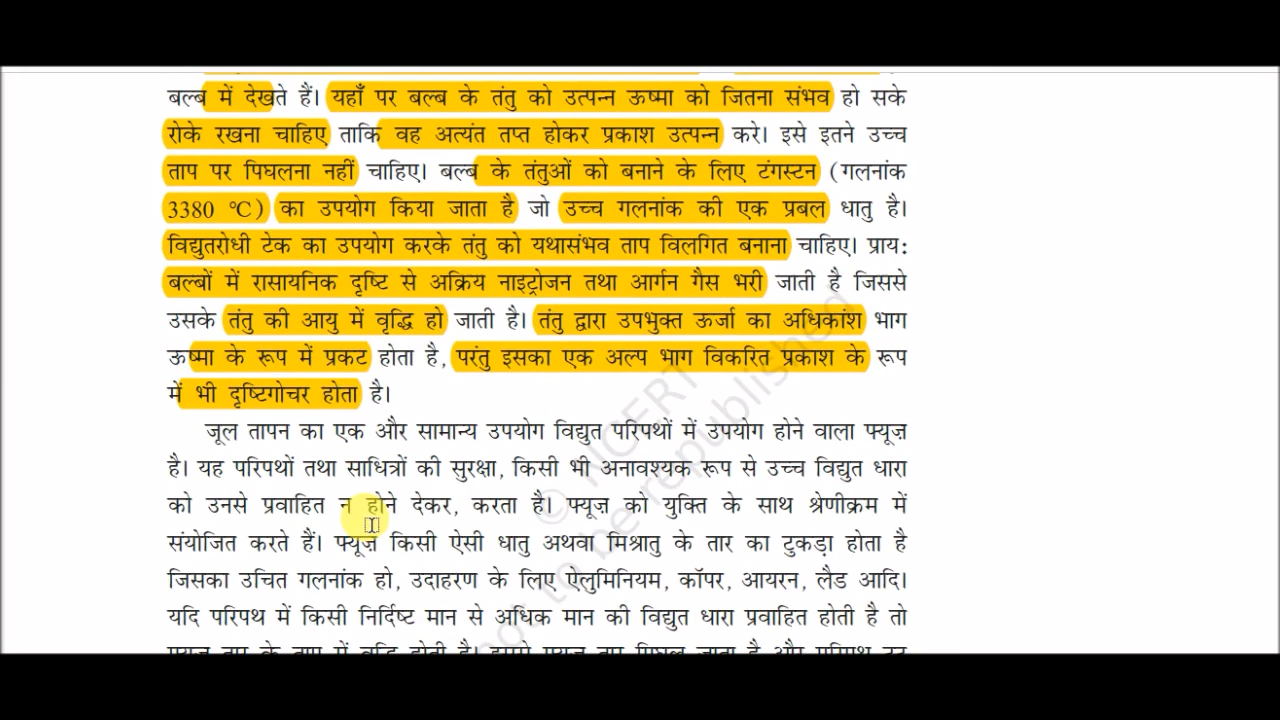 बल्ब में देखते हैं। यहाँ पर बल्ब के तंतु को उत्पन्न ऊष्मा को जितना संभव हो सके
रोके रखना चाहिए ताकि वह अत्यंत तप्त होकर प्रकाश उत्पन्न करे। इसे इतने उच्च
ताप पर पिघलना नहीं चाहिए। बल्ब के तंतुओं को बनाने के लिए टंगस्टन (गलनांक
3380 °C) का उपयोग किया जाता है जो उच्च गलनांक की एक प्रबल धातु है।
विद्युतरोधी टेक का उपयोग करके तंतु को यथासंभव ताप विलगित बनाना चाहिए। प्राय:
बल्बों में रासायनिक दृष्टि से अक्रिय नाइट्रोजन तथा आर्गन गैस भरी जाती है जिससे
उसके तंतु की आयु में वृद्धि हो जाती है। तंतु द्वारा उपभुक्त ऊर्जा का अधिकांश भाग
ऊष्मा के रूप में प्रकट होता है, परंतु इसका एक अल्प भाग विकरित प्रकाश के रूप
में भी दृष्टिगोचर होता है।
जूल तापन का एक और सामान्य उपयोग विद्युत परिपथों में उपयोग होने वाला फ्यूज़
है। यह परिपथों तथा साधित्रों की सुरक्षा, किसी भी अनावश्यक रूप से उच्च विद्युत धारा
को उनसे प्रवाहित न होने देकर, करता है। फ्यूज़ को युक्ति के साथ श्रेणीक्रम में
संयोजित करते हैं। फ्यूज़ किसी ऐसी धातु अथवा मिश्रातु के तार का टुकड़ा होता है
जिसका उचित गलनांक हो, उदाहरण के लिए ऐलुमिनियम, कॉपर, आयरन, लैड आदि।
यदि परिपथ में किसी निर्दिष्ट मान से अधिक मान की विद्युत धारा प्रवाहित होती है तो
© NCERT
not to be republished